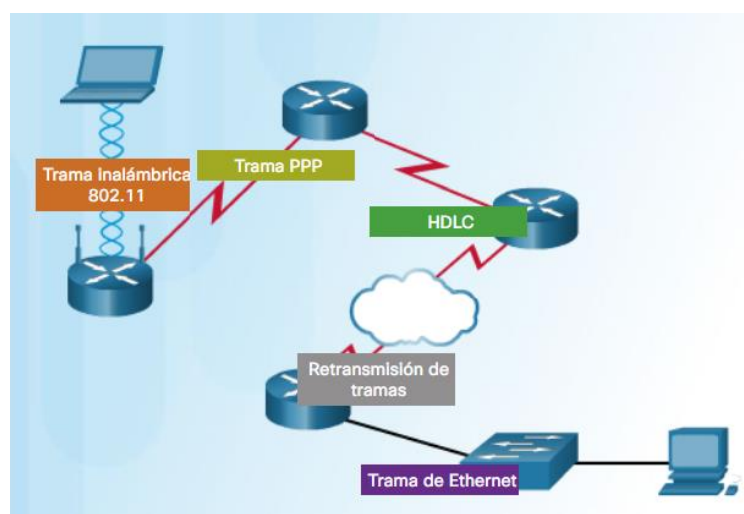 Trama inalámbrica
802.11
Trama PPP
HDLC
Retransmisión de
tramas
Trama de Ethernet